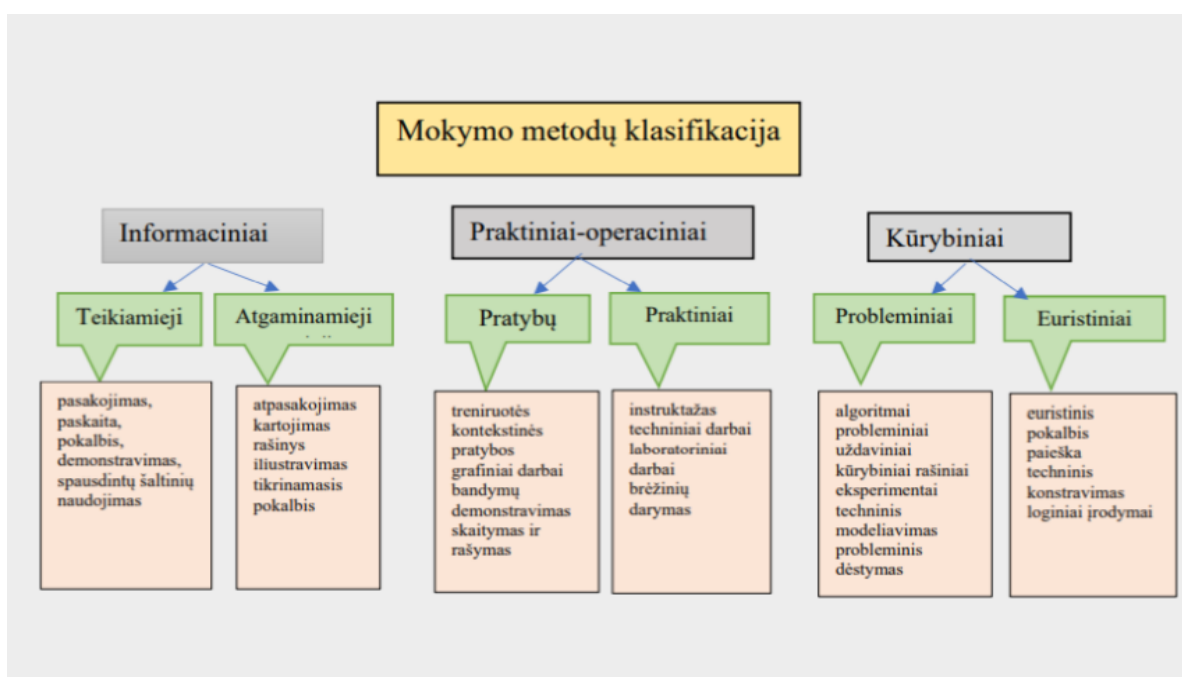 Mokymo metodų klasifikacija
Informaciniai
Praktiniai-operaciniai
Kūrybiniai
Teikiamieji
Atgaminamieji
Pratybų
Praktiniai
Probleminiai
Euristiniai
pasakojimas,
paskaita,
pokalbis,
demonstravimas,
spausdintų šaltinių
naudojimas
atpasakojimas
kartojimas
rašinys
iliustravimas
tikrinamasis
pokalbis
treniruotės
kontekstinės
pratybos
grafiniai darbai
bandymų
demonstravimas
skaitymas ir
rašymas
instruktažas
techniniai darbai
laboratoriniai
darbai
brėžinių
darymas
algoritmai
probleminiai
uždaviniai
kūrybiniai rašiniai
eksperimentai
techninis
modeliavimas
probleminis
dėstymas
euristinis
pokalbis
paieška
techninis
konstravimas
loginiai įrodymai